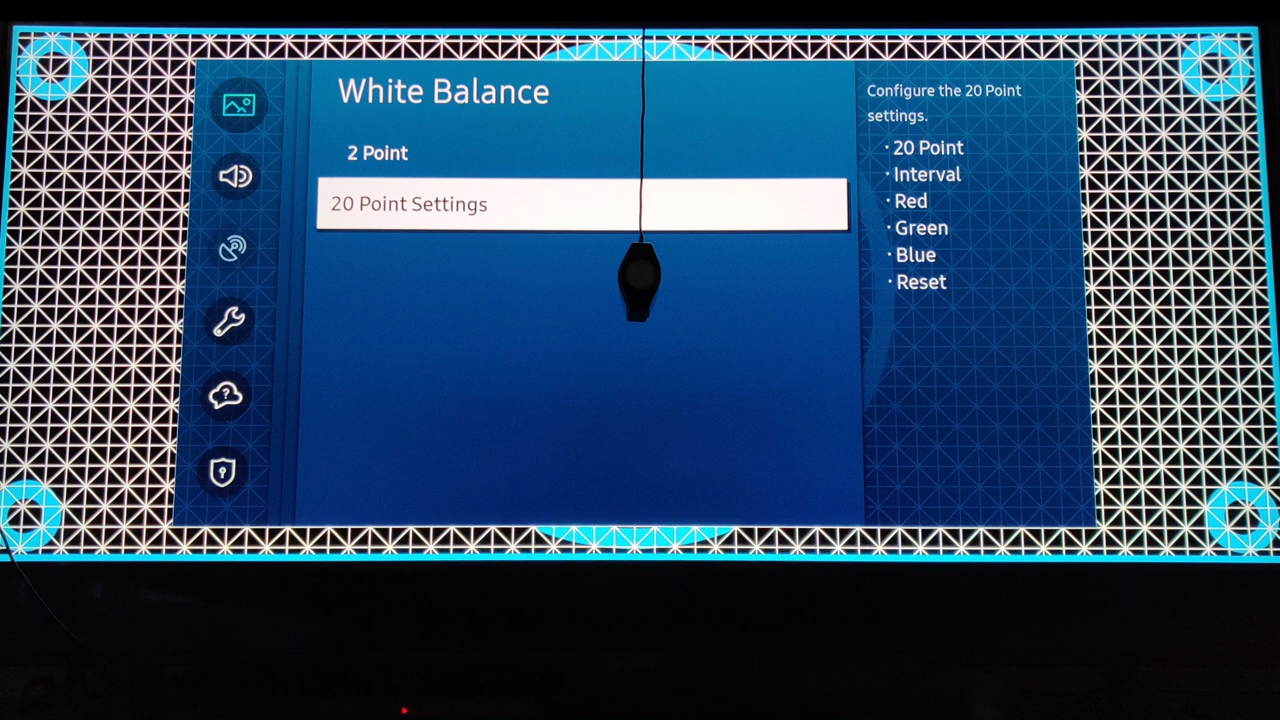 White Balance
2 Point
20 Point Settings
Configure the 20 Point
settings.
· 20 Point
· Interval
· Red
· Green
· Blue
· Reset